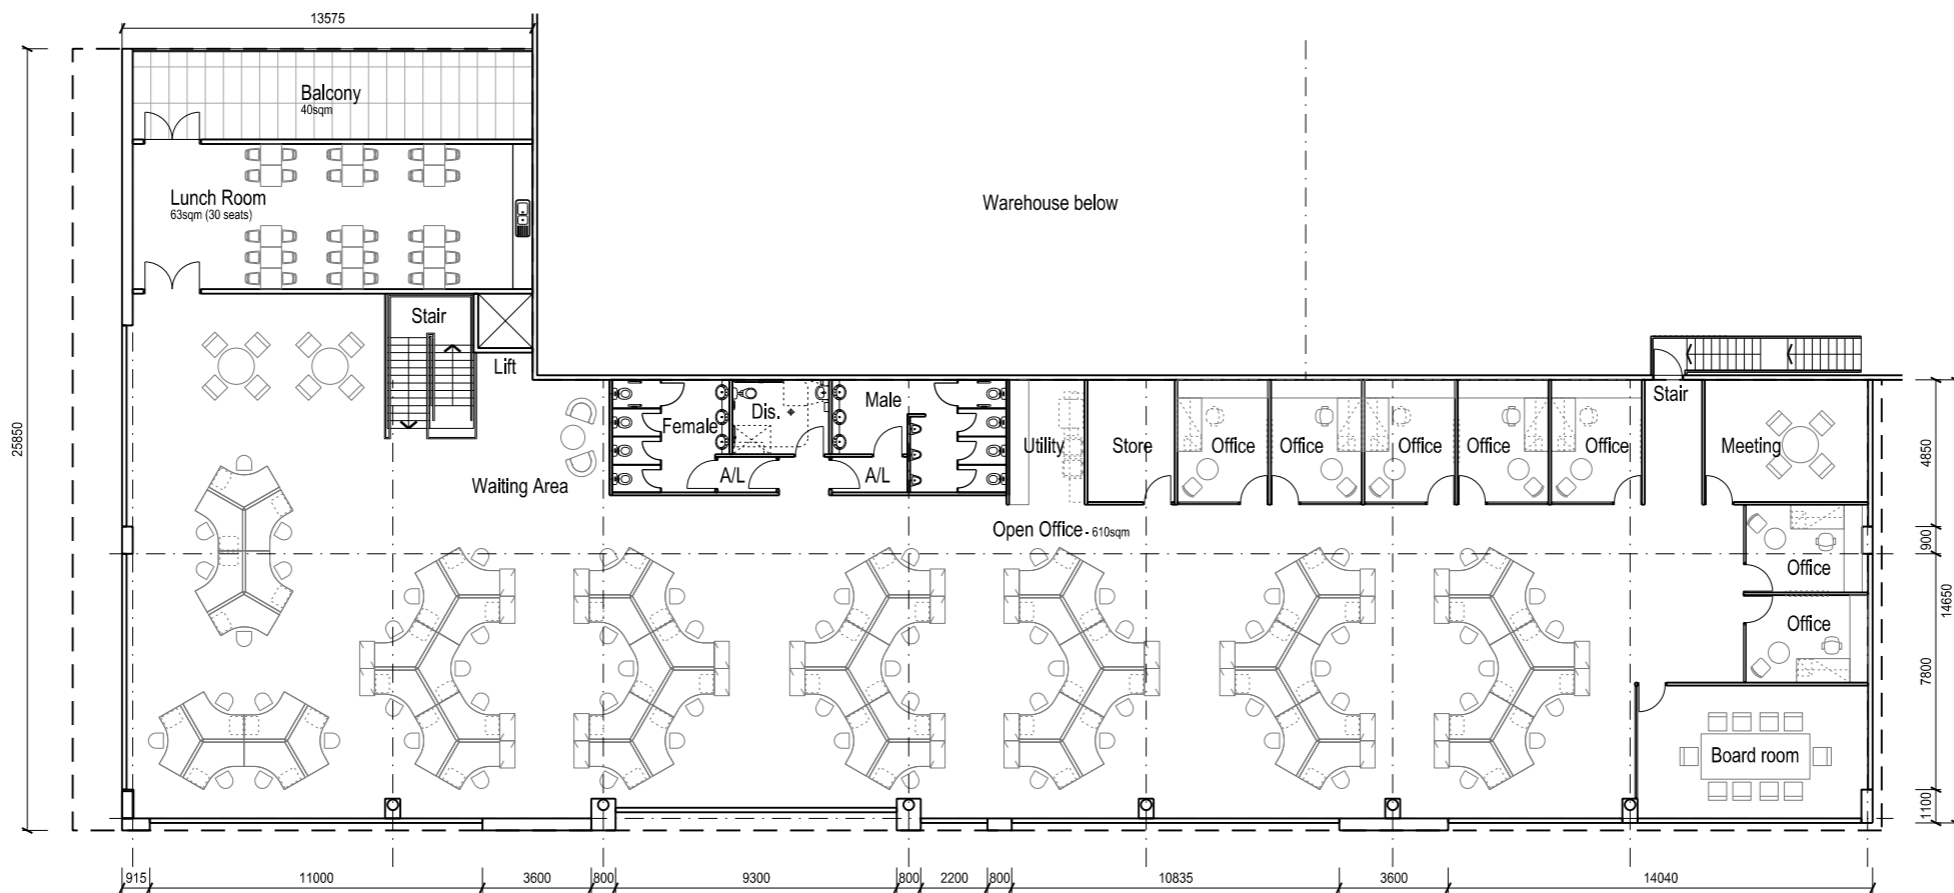 13575
Balcony
40sqm
Lunch Room
63sqm (30 seats)
Warehouse below
25850
Stair
Lift
Stair
Female
Dis.
Male
Utility
Store
Office
Office
Office
Office
Office
Meeting
A/L
A/L
Waiting Area
Open Office - 610sqm
Office
Office
Board room
4850
900
14650
7800
1100
915
11000
3600
800
9300
800
2200
800
10835
3600
14040